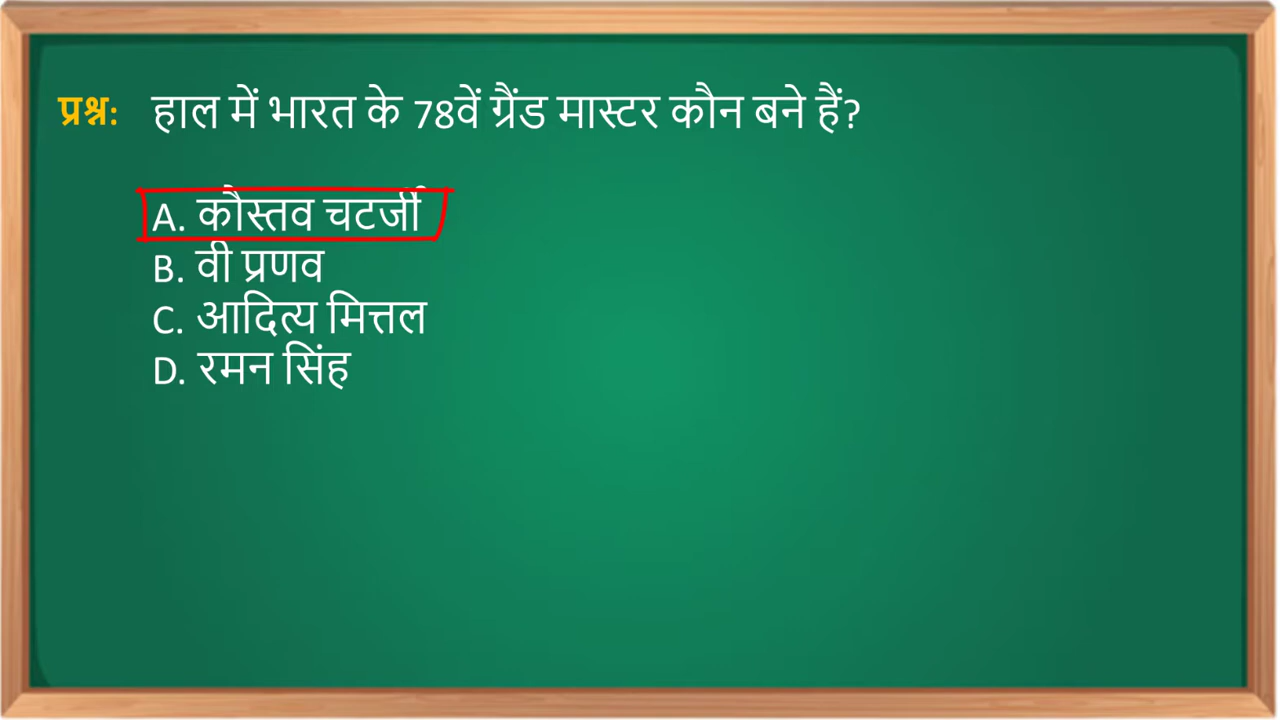 प्रश्न: हाल में भारत के 78वें ग्रैंड मास्टर कौन बने हैं?
A. कौस्तव चटर्जी
B. वी प्रणव
C. आदित्य मित्तल
D. रमन सिंह